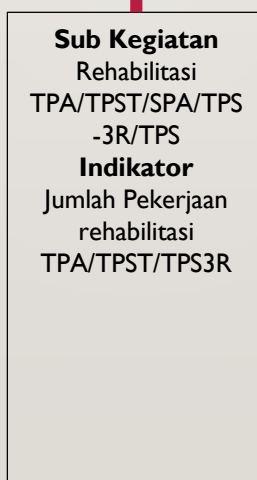 Sub Kegiatan
Rehabilitasi
TPA/TPST/SPA/TPS
-3R/TPS
Indikator
Jumlah Pekerjaan
rehabilitasi
TPA/TPST/TPS3R